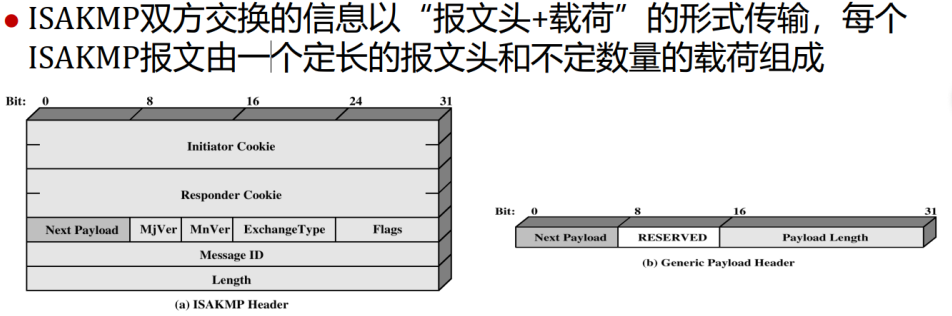 • ISAKMP双方交换的信息以“报文头+载荷”的形式传输，每个
ISAKMP报文由一个定长的报文头和不定数量的载荷组成
Bit: 0 8 16 24 31
Initiator Cookie
Responder Cookie
Next Payload MjVer MnVer ExchangeType Flags
Message ID
Length
(a) ISAKMP Header
Bit: 0 8 16 31
Next Payload RESERVED Payload Length
(b) Generic Payload Header